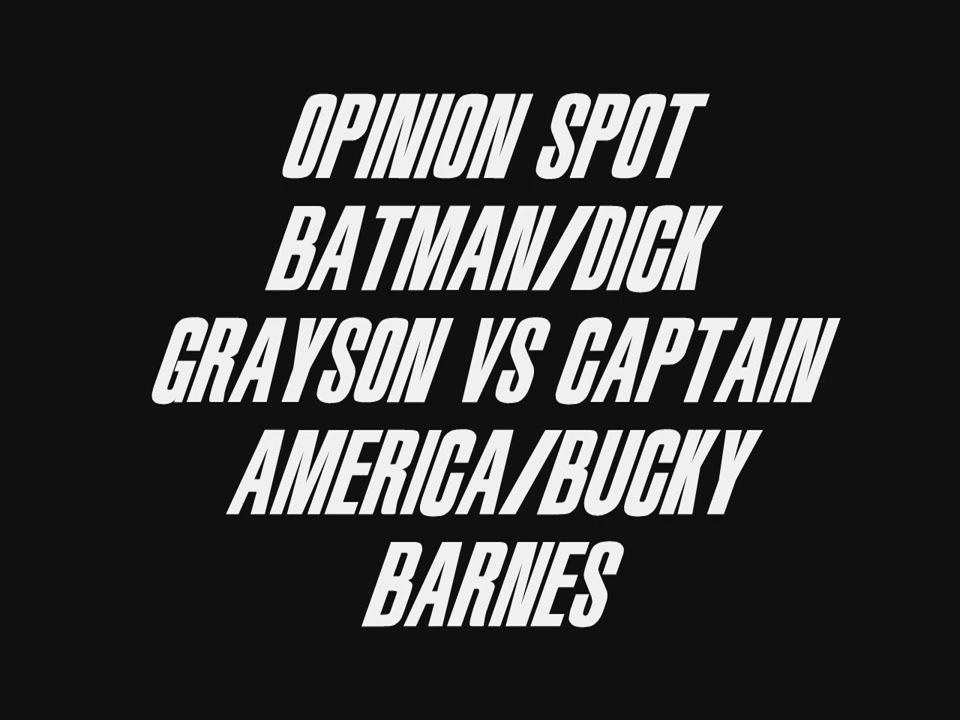 OPINION SPOT
BATMAN/DICK
GRAYSON VS CAPTAIN
AMERICA/BUCKY
BARNES